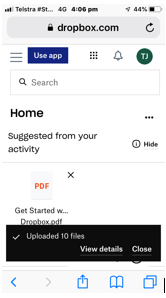 Telstra #St... 4G 4:06 pm 44%
dropbox.com
Use app
TJ
Search
Home
Suggested from your
activity
Hide
PDF
Get Started w...
Dropbox.pdf
Uploaded 10 files
View details Close